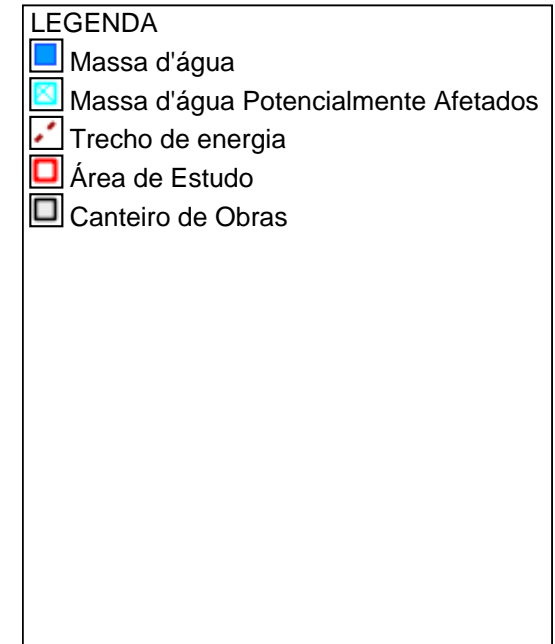 LEGENDA
Massa d'água
Massa d'água Potencialmente Afetados
Trecho de energia
Área de Estudo
Canteiro de Obras